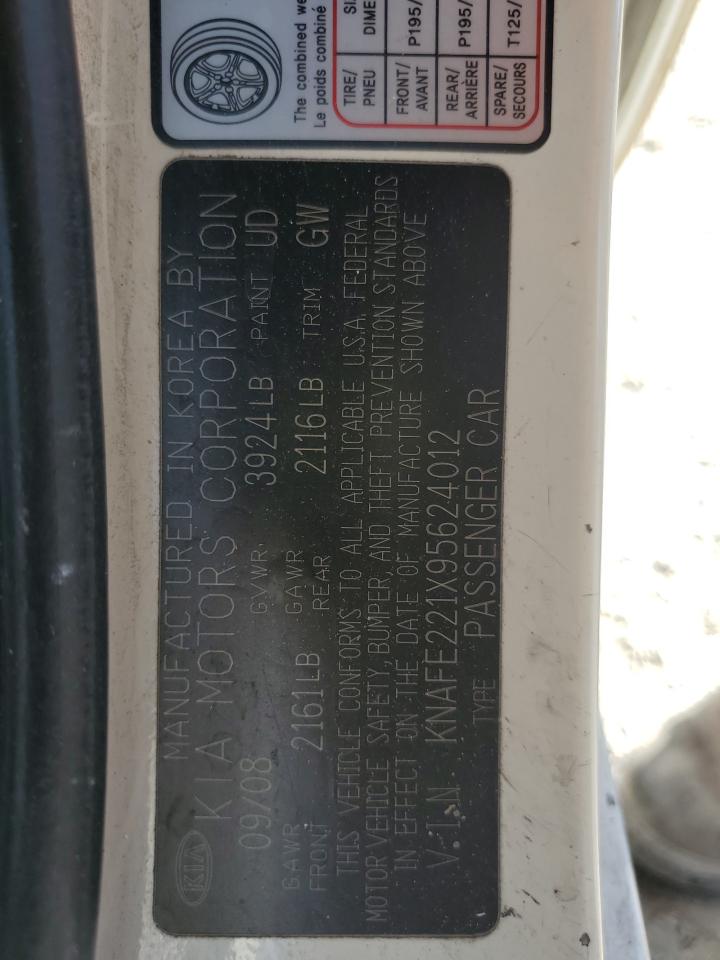 MANUFACTURED IN KOREA BY
KIA KIA MOTORS CORPORATION
09/08 GVWR. 3924LB PAINT UD
GAWR FRONT 2161LB GAWR REAR 2116LB TRIM GW
THIS VEHICLE CONFORMS TO ALL APPLICABLE U.S.A. FEDERAL
MOTOR VEHICLE SAFETY, BUMPER, AND THEFT PREVENTION STANDARDS
IN EFFECT ON THE DATE OF MANUFACTURE SHOWN ABOVE
V.I.N KNAFE221X95624012
TYPE PASSENGER CAR
The combined we
Le poids combiné
TIRE/ PNEU DIME
FRONT/ AVANT P195/
REAR/ ARRIÈRE P195/
SPARE/ SECOURS T125/